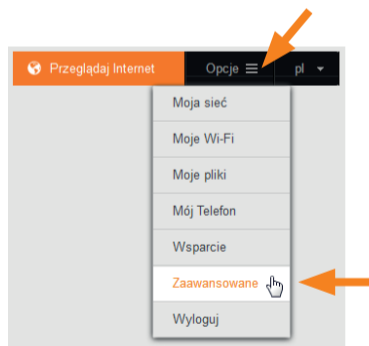 Przeglądaj Internet Opcje pl
Moja sieć
Moje Wi-Fi
Moje pliki
Mój Telefon
Wsparcie
Zaawansowane
Wyloguj